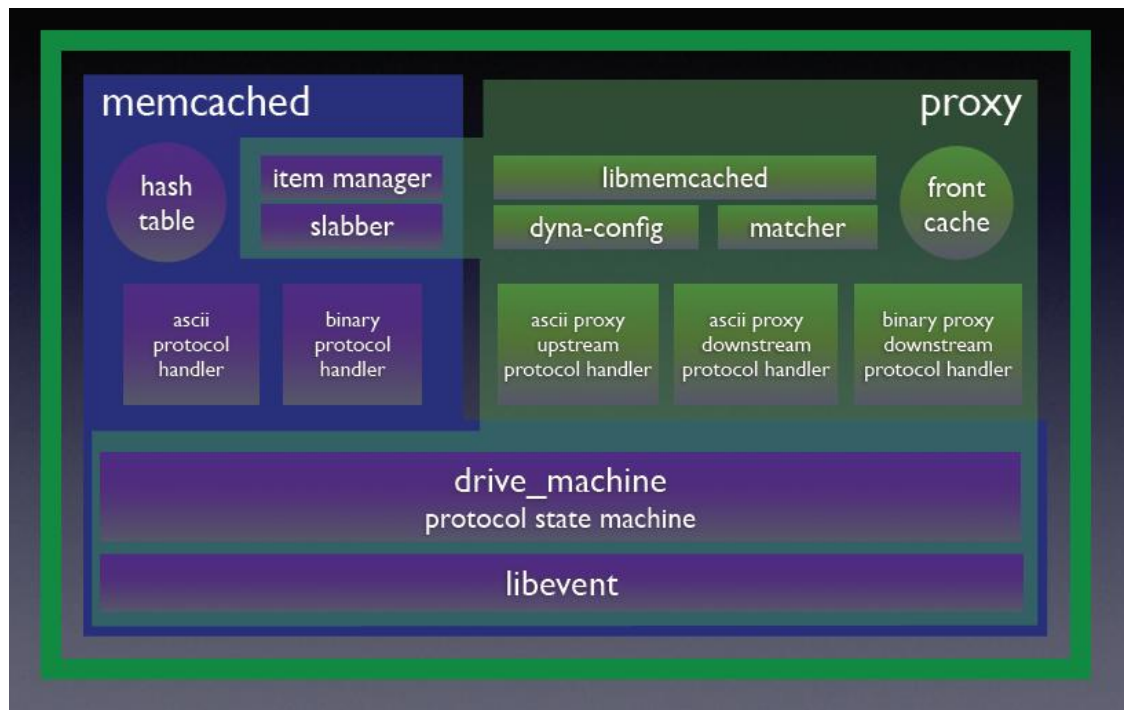 memcached
proxy
hash
table
item manager
slabber
libmemcached
dyna-config
matcher
front
cache
ascii
protocol
handler
binary
protocol
handler
ascii proxy
upstream
protocol handler
ascii proxy
downstream
protocol handler
binary proxy
downstream
protocol handler
drive_machine
protocol state machine
libevent